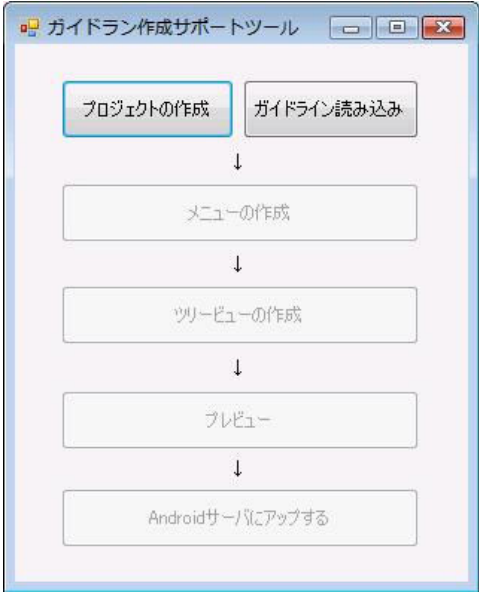 ガイドラン作成サポートツール
プロジェクトの作成 ガイドライン読み込み
↓
メニューの作成
↓
ツリービューの作成
↓
プレビュー
↓
Androidサーバにアップする